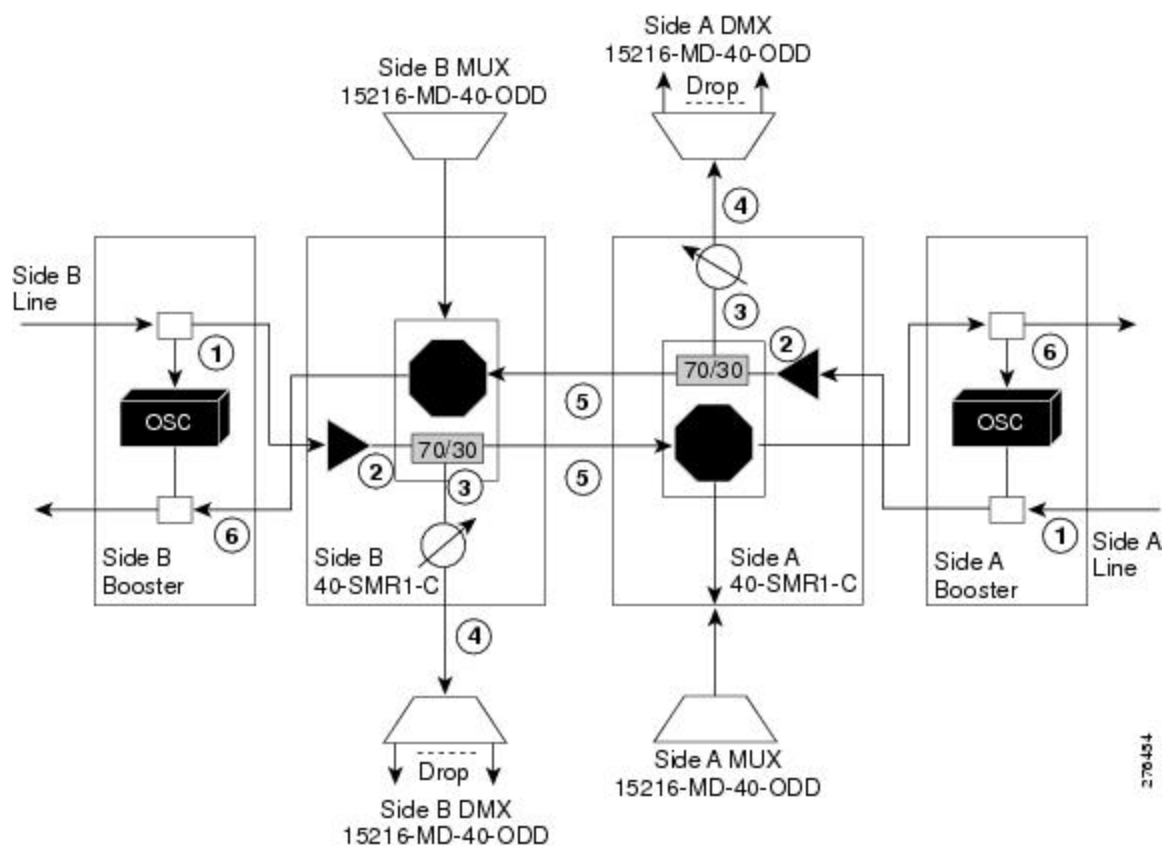 Side A DMX
15216-MD-40-ODD
Drop
Side B MUX
15216-MD-40-ODD
4
Side B
Line
3
2
1
6
70/30
5
OSC
OSC
70/30
2
5
3
6
1
Side B
Booster
Side B
40-SMR1-C
Side A
40-SMR1-C
Side A
Booster
Side A
Line
4
Drop
Side B DMX
15216-MD-40-ODD
Side A MUX
15216-MD-40-ODD
276454